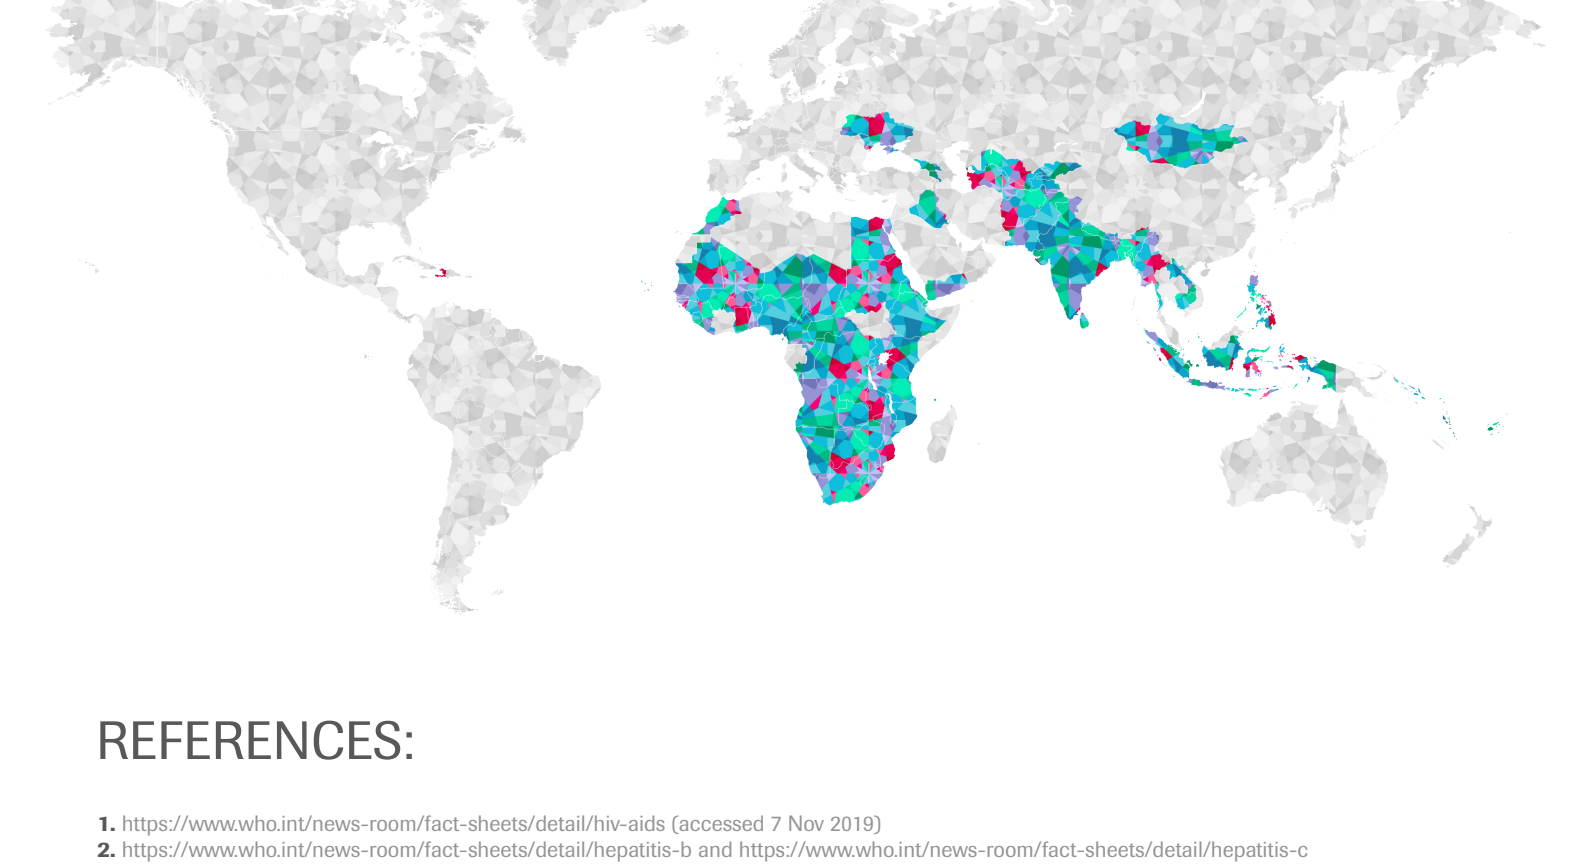 REFERENCES:
1. https://www.who.int/news-room/fact-sheets/detail/hiv-aids (accessed 7 Nov 2019)
2. https://www.who.int/news-room/fact-sheets/detail/hepatitis-b and https://www.who.int/news-room/fact-sheets/detail/hepatitis-c